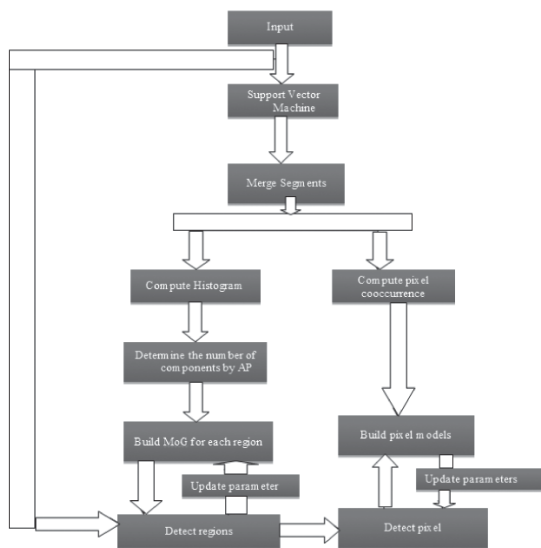 Input
Support Vector
Machine
Merge Segments
Compute Histogram
Compute pixel
cooccurrence
Determine the number of
components by AP
Build MoG for each region
Build pixel models
Update parameter
Update parameters
Detect regions
Detect pixel